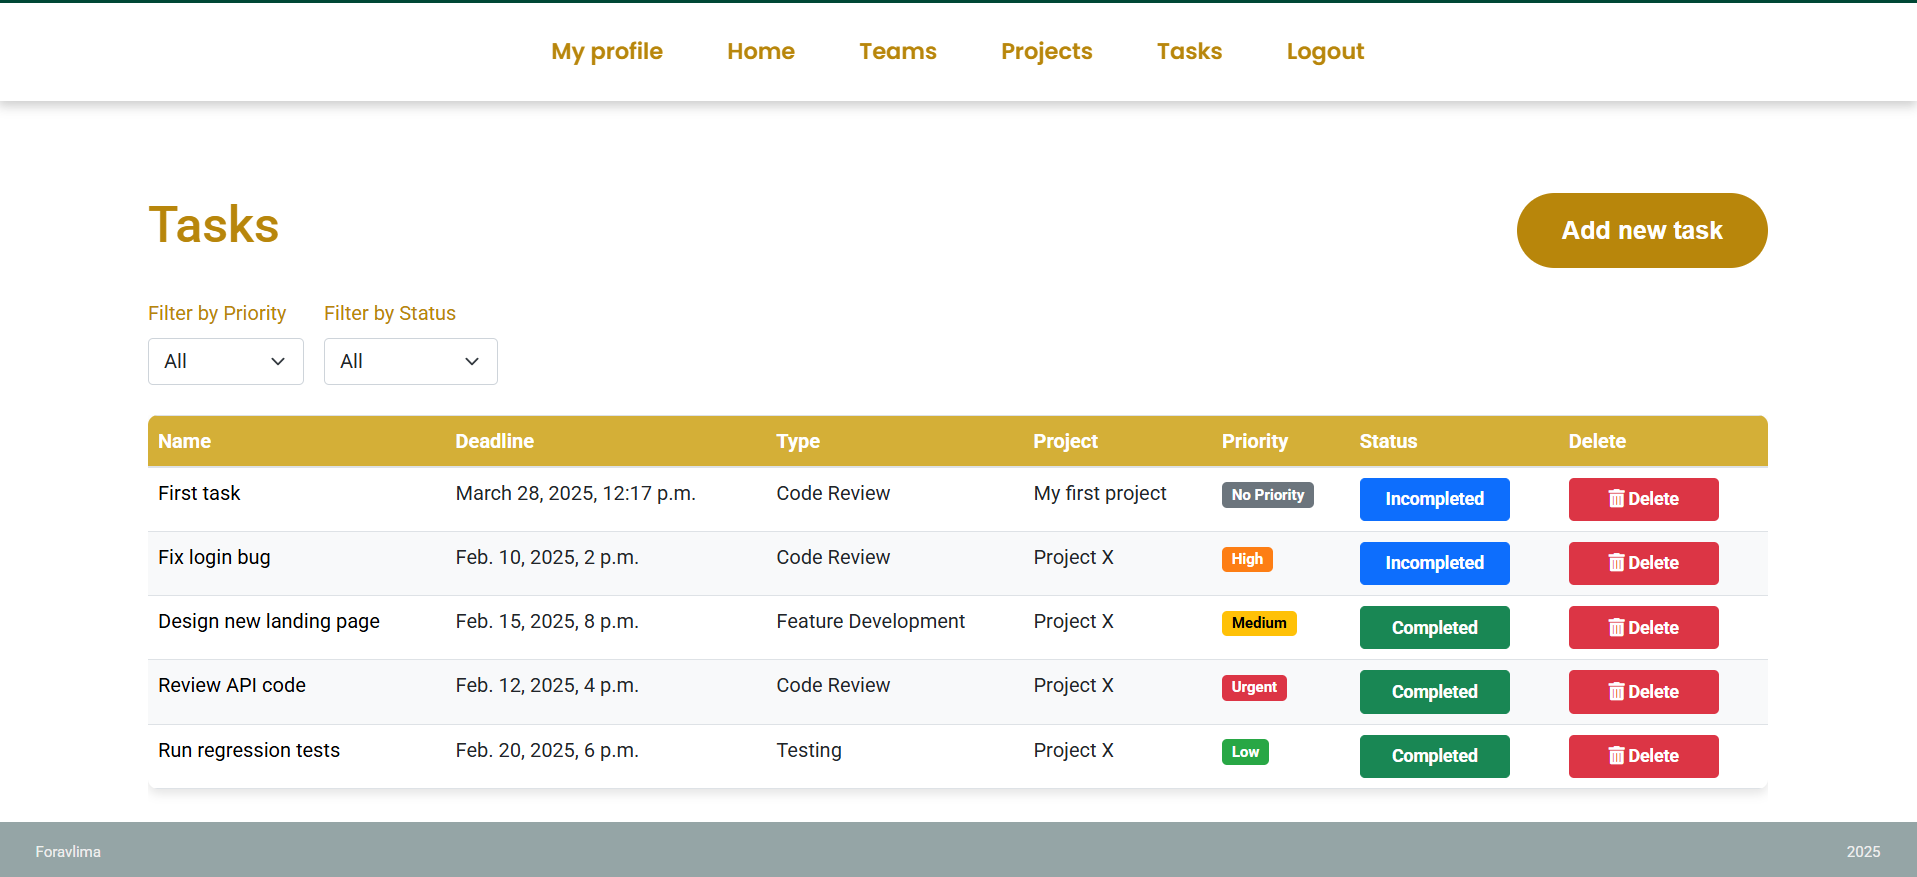 My profile Home Teams Projects Tasks Logout
Tasks
Add new task
Filter by Priority Filter by Status
All All
Name Deadline Type Project Priority Status Delete
First task March 28, 2025, 12:17 p.m. Code Review My first project No Priority Incompleted Delete
Fix login bug Feb. 10, 2025, 2 p.m. Code Review Project X High Incompleted Delete
Design new landing page Feb. 15, 2025, 8 p.m. Feature Development Project X Medium Completed Delete
Review API code Feb. 12, 2025, 4 p.m. Code Review Project X Urgent Completed Delete
Run regression tests Feb. 20, 2025, 6 p.m. Testing Project X Low Completed Delete
Foravlima 2025